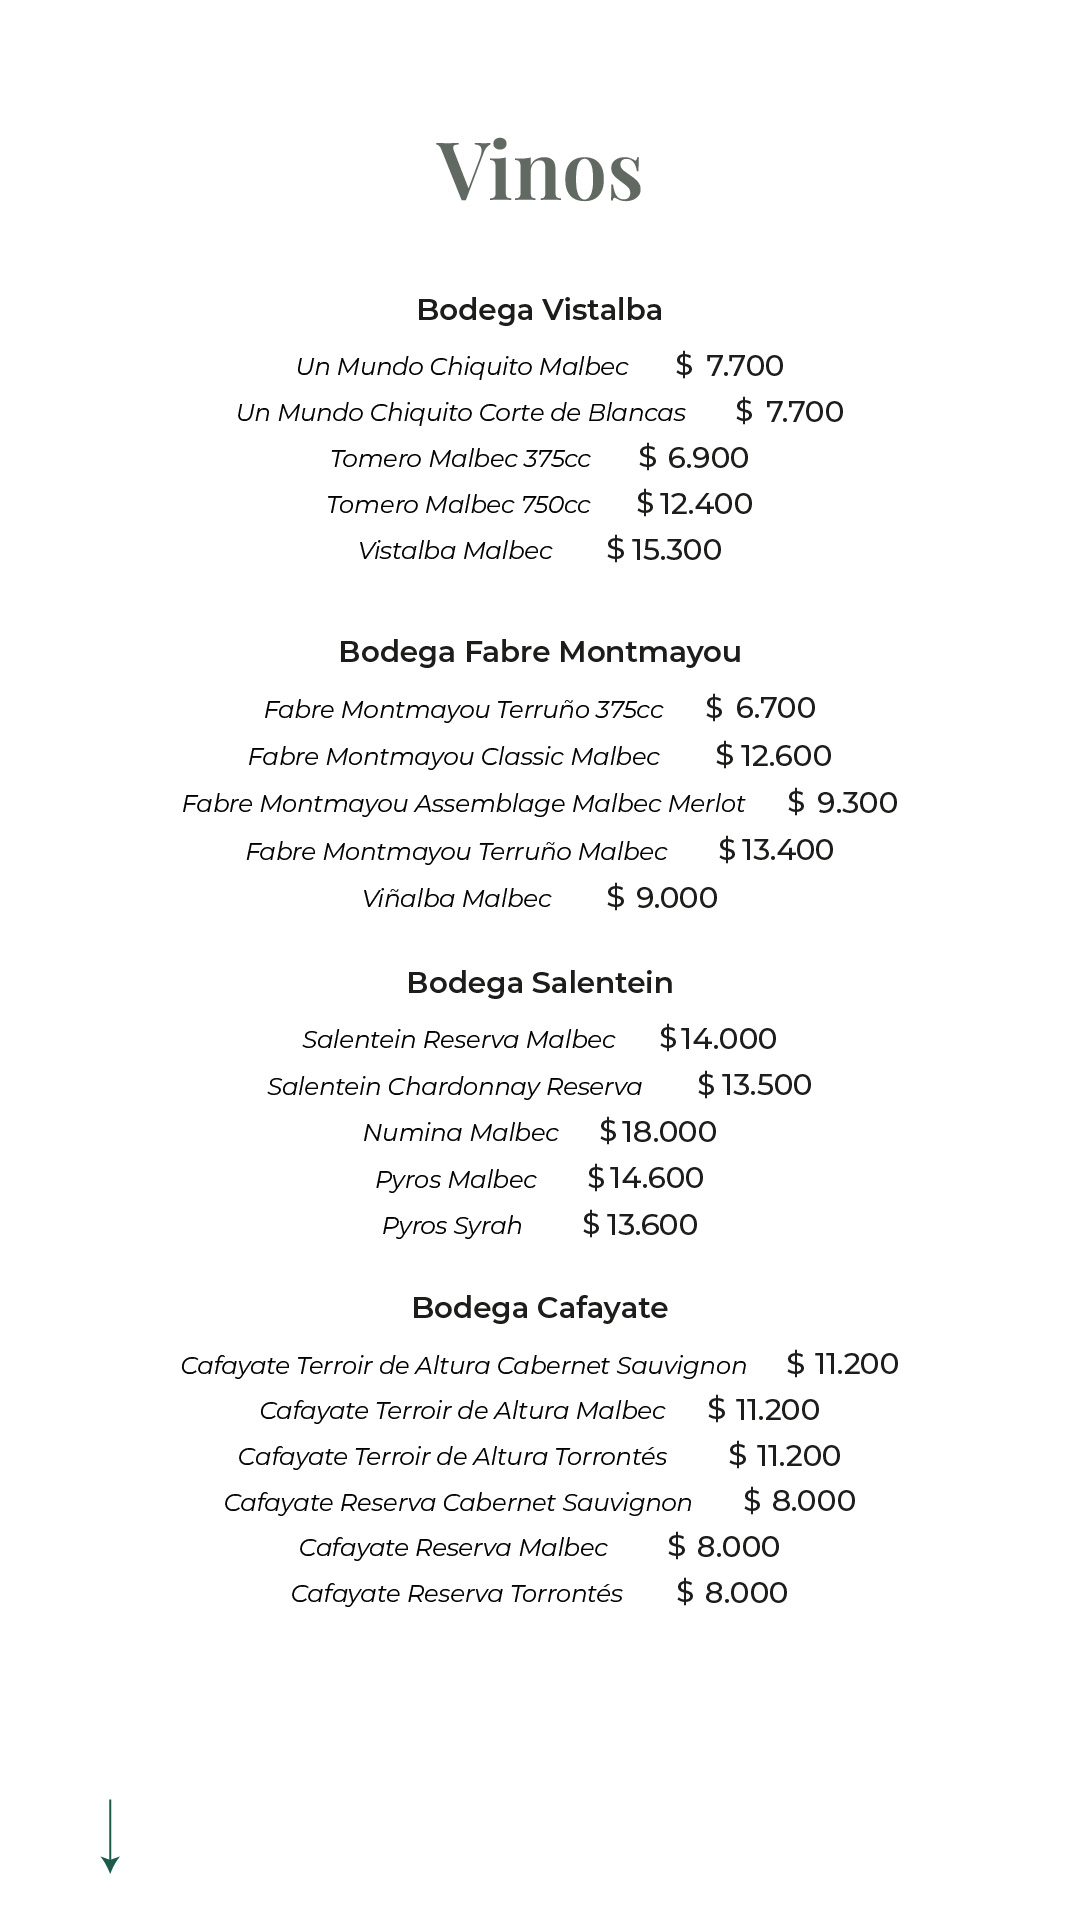 Vinos
Bodega Vistalba
Un Mundo Chiquito Malbec $ 7.700
Un Mundo Chiquito Corte de Blancas $ 7.700
Tomero Malbec 375cc $ 6.900
Tomero Malbec 750cc $ 12.400
Vistalba Malbec $ 15.300
Bodega Fabre Montmayou
Fabre Montmayou Terruño 375cc $ 6.700
Fabre Montmayou Classic Malbec $ 12.600
Fabre Montmayou Assemblage Malbec Merlot $ 9.300
Fabre Montmayou Terruño Malbec $ 13.400
Viñalba Malbec $ 9.000
Bodega Salentein
Salentein Reserva Malbec $ 14.000
Salentein Chardonnay Reserva $ 13.500
Numina Malbec $ 18.000
Pyros Malbec $ 14.600
Pyros Syrah $ 13.600
Bodega Cafayate
Cafayate Terroir de Altura Cabernet Sauvignon $ 11.200
Cafayate Terroir de Altura Malbec $ 11.200
Cafayate Terroir de Altura Torrontés $ 11.200
Cafayate Reserva Cabernet Sauvignon $ 8.000
Cafayate Reserva Malbec $ 8.000
Cafayate Reserva Torrontés $ 8.000